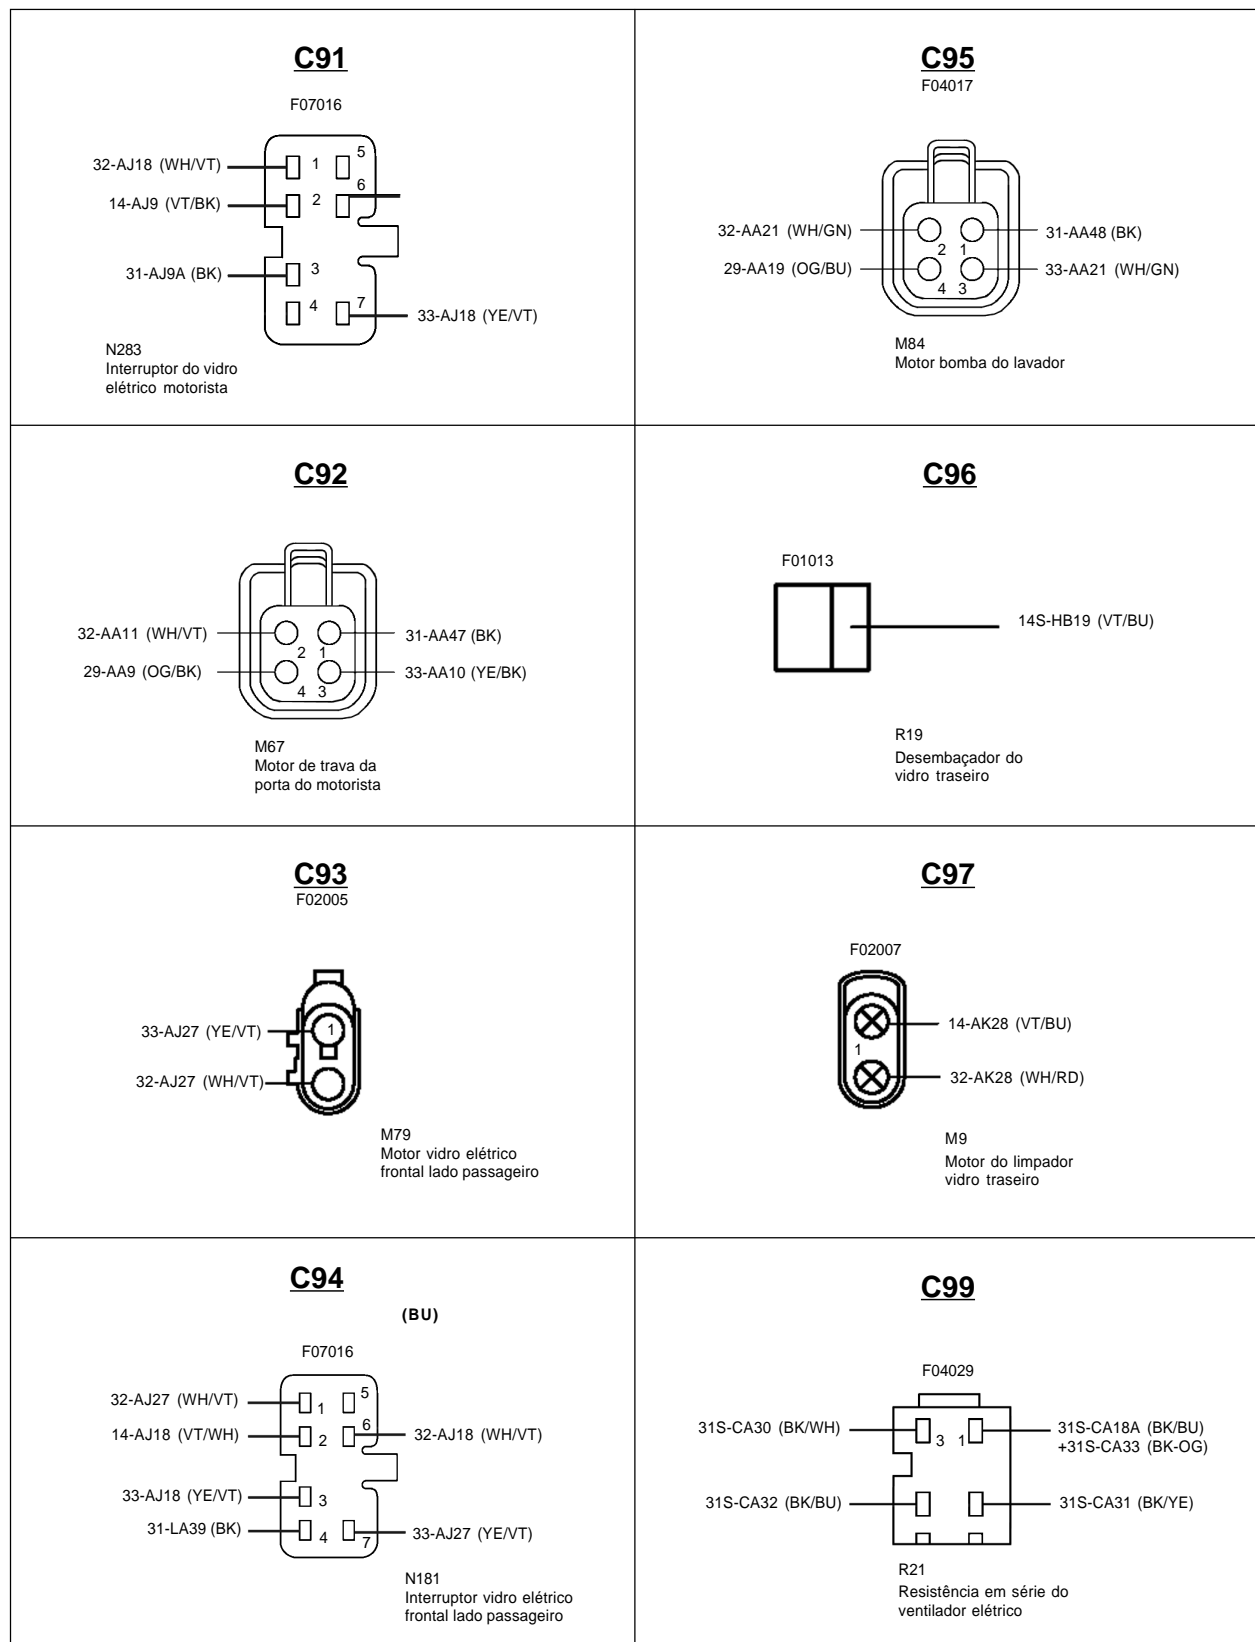 C91
F07016
32-AJ18 (WH/VT)
1
5
14-AJ9 (VT/BK)
2
6
31-AJ9A (BK)
3
4
7
33-AJ18 (YE/VT)
N283
Interruptor do vidro
elétrico motorista
C95
F04017
32-AA21 (WH/GN)
2 1
31-AA48 (BK)
29-AA19 (OG/BU)
4 3
33-AA21 (WH/GN)
M84
Motor bomba do lavador
C92
32-AA11 (WH/VT)
2 1
31-AA47 (BK)
29-AA9 (OG/BK)
4 3
33-AA10 (YE/BK)
M67
Motor de trava da
porta do motorista
C96
F01013
14S-HB19 (VT/BU)
R19
Desembaçador do
vidro traseiro
C93
F02005
33-AJ27 (YE/VT)
1
32-AJ27 (WH/VT)
M79
Motor vidro elétrico
frontal lado passageiro
C97
F02007
14-AK28 (VT/BU)
1
32-AK28 (WH/RD)
M9
Motor do limpador
vidro traseiro
C94
(BU)
F07016
32-AJ27 (WH/VT)
1
5
14-AJ18 (VT/WH)
2
6
32-AJ18 (WH/VT)
33-AJ18 (YE/VT)
3
31-LA39 (BK)
4
7
33-AJ27 (YE/VT)
N181
Interruptor vidro elétrico
frontal lado passageiro
C99
F04029
31S-CA30 (BK/WH)
3 1
31S-CA18A (BK/BU)
+31S-CA33 (BK-OG)
31S-CA32 (BK/BU)
31S-CA31 (BK/YE)
R21
Resistência em série do
ventilador elétrico